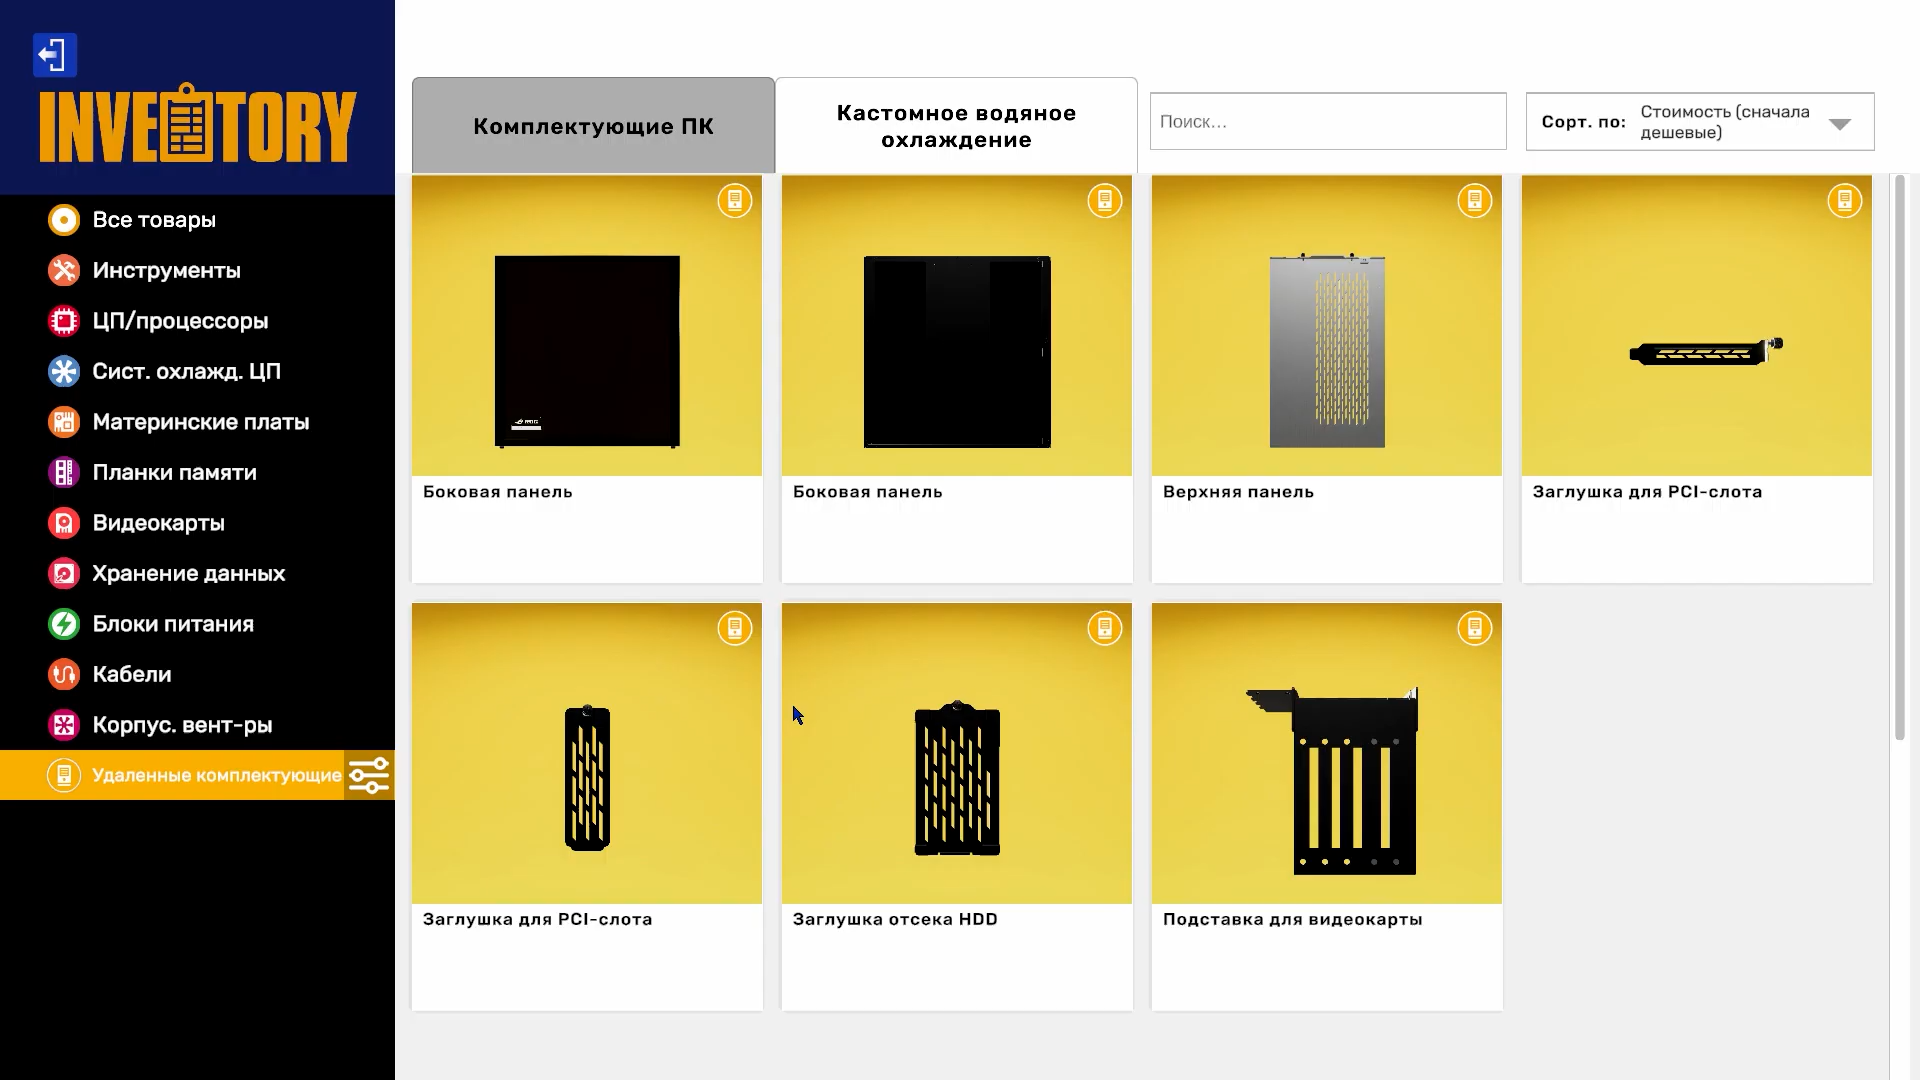 INVENTORY
Все товары
Инструменты
ЦП/процессоры
Сист. охлажд. ЦП
Материнские платы
Планки памяти
Видеокарты
Хранение данных
Блоки питания
Кабели
Корпус. вент-ры
Удаленные комплектующие
Комплектующие ПК
Кастомное водяное
охлаждение
Поиск...
Сорт. по:
Стоимость (сначала
дешевые)
Боковая панель
Боковая панель
Верхняя панель
Заглушка для PCI-слота
Заглушка для PCI-слота
Заглушка отсека HDD
Подставка для видеокарты